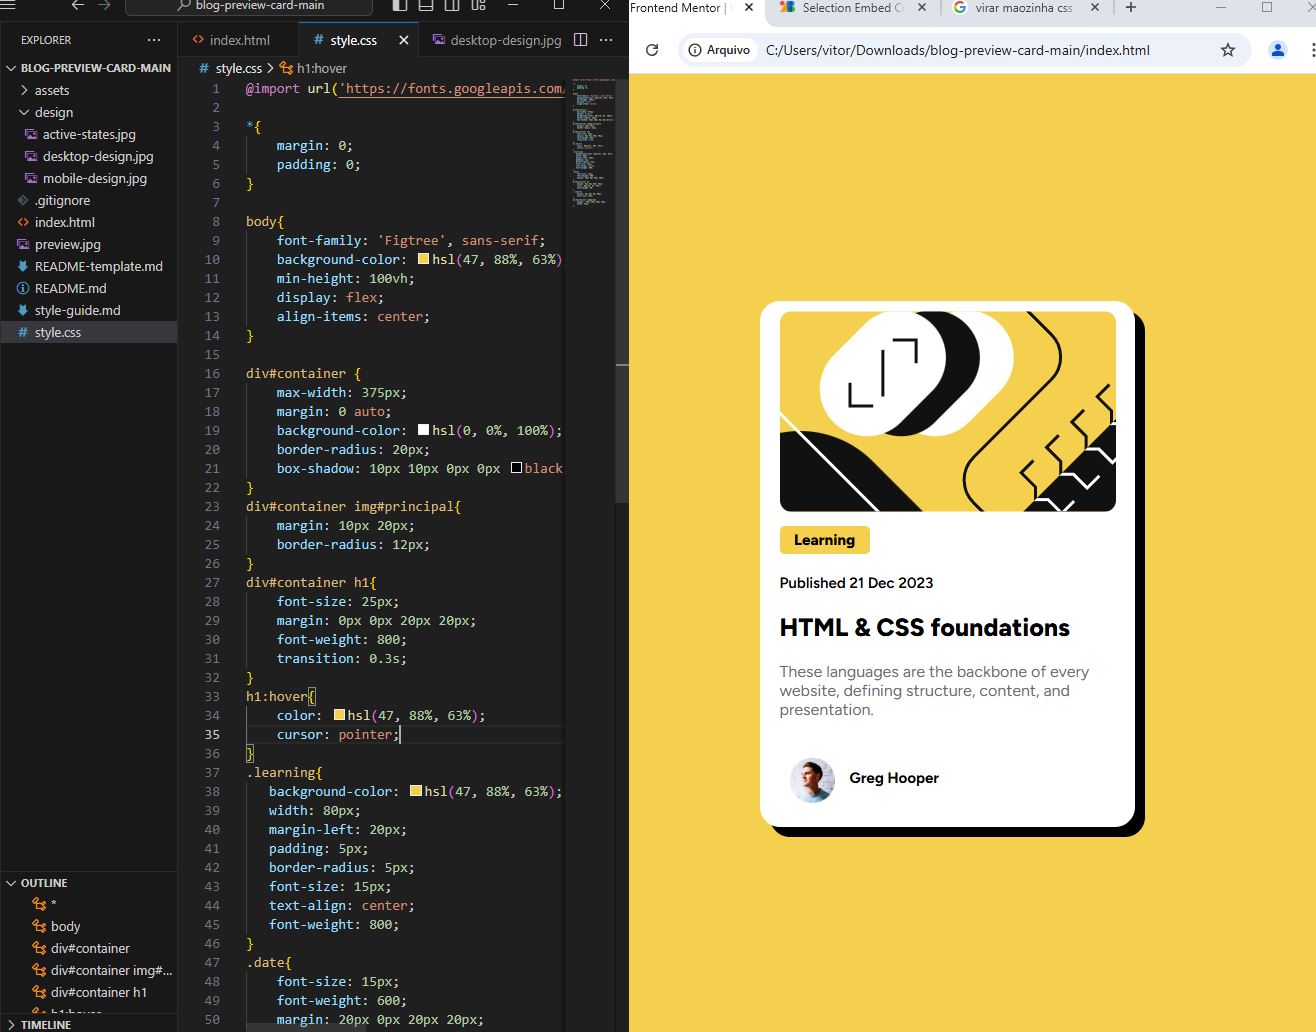 blog-preview-card-main
EXPLORER
BLOG-PREVIEW-CARD-MAIN
assets
design
active-states.jpg
desktop-design.jpg
mobile-design.jpg
.gitignore
index.html
preview.jpg
README-template.md
README.md
style-guide.md
style.css
OUTLINE
*
body
div#container
div#container img#...
div#container h1
h1:hover
TIMELINE
index.html
# style.css
desktop-design.jpg
# style.css > h1:hover
1 @import url('https://fonts.googleapis.com/
2
3 *{
4 margin: 0;
5 padding: 0;
6 }
7
8 body{
9 font-family: 'Figtree', sans-serif;
10 background-color: hsl(47, 88%, 63%)
11 min-height: 100vh;
12 display: flex;
13 align-items: center;
14 }
15
16 div#container {
17 max-width: 375px;
18 margin: 0 auto;
19 background-color: hsl(0, 0%, 100%);
20 border-radius: 20px;
21 box-shadow: 10px 10px 0px 0px black
22 }
23 div#container img#principal{
24 margin: 10px 20px;
25 border-radius: 12px;
26 }
27 div#container h1{
28 font-size: 25px;
29 margin: 0px 0px 20px 20px;
30 font-weight: 800;
31 transition: 0.3s;
32 }
33 h1:hover{
34 color: hsl(47, 88%, 63%);
35 cursor: pointer;
36 }
37 .learning{
38 background-color: hsl(47, 88%, 63%);
39 width: 80px;
40 margin-left: 20px;
41 padding: 5px;
42 border-radius: 5px;
43 font-size: 15px;
44 text-align: center;
45 font-weight: 800;
46 }
47 .date{
48 font-size: 15px;
49 font-weight: 600;
50 margin: 20px 0px 20px 20px;
Frontend Mentor |
Selection Embed Co
virar maozinha css
Arquivo
C:/Users/vitor/Downloads/blog-preview-card-main/index.html
Learning
Published 21 Dec 2023
HTML & CSS foundations
These languages are the backbone of every
website, defining structure, content, and
presentation.
Greg Hooper